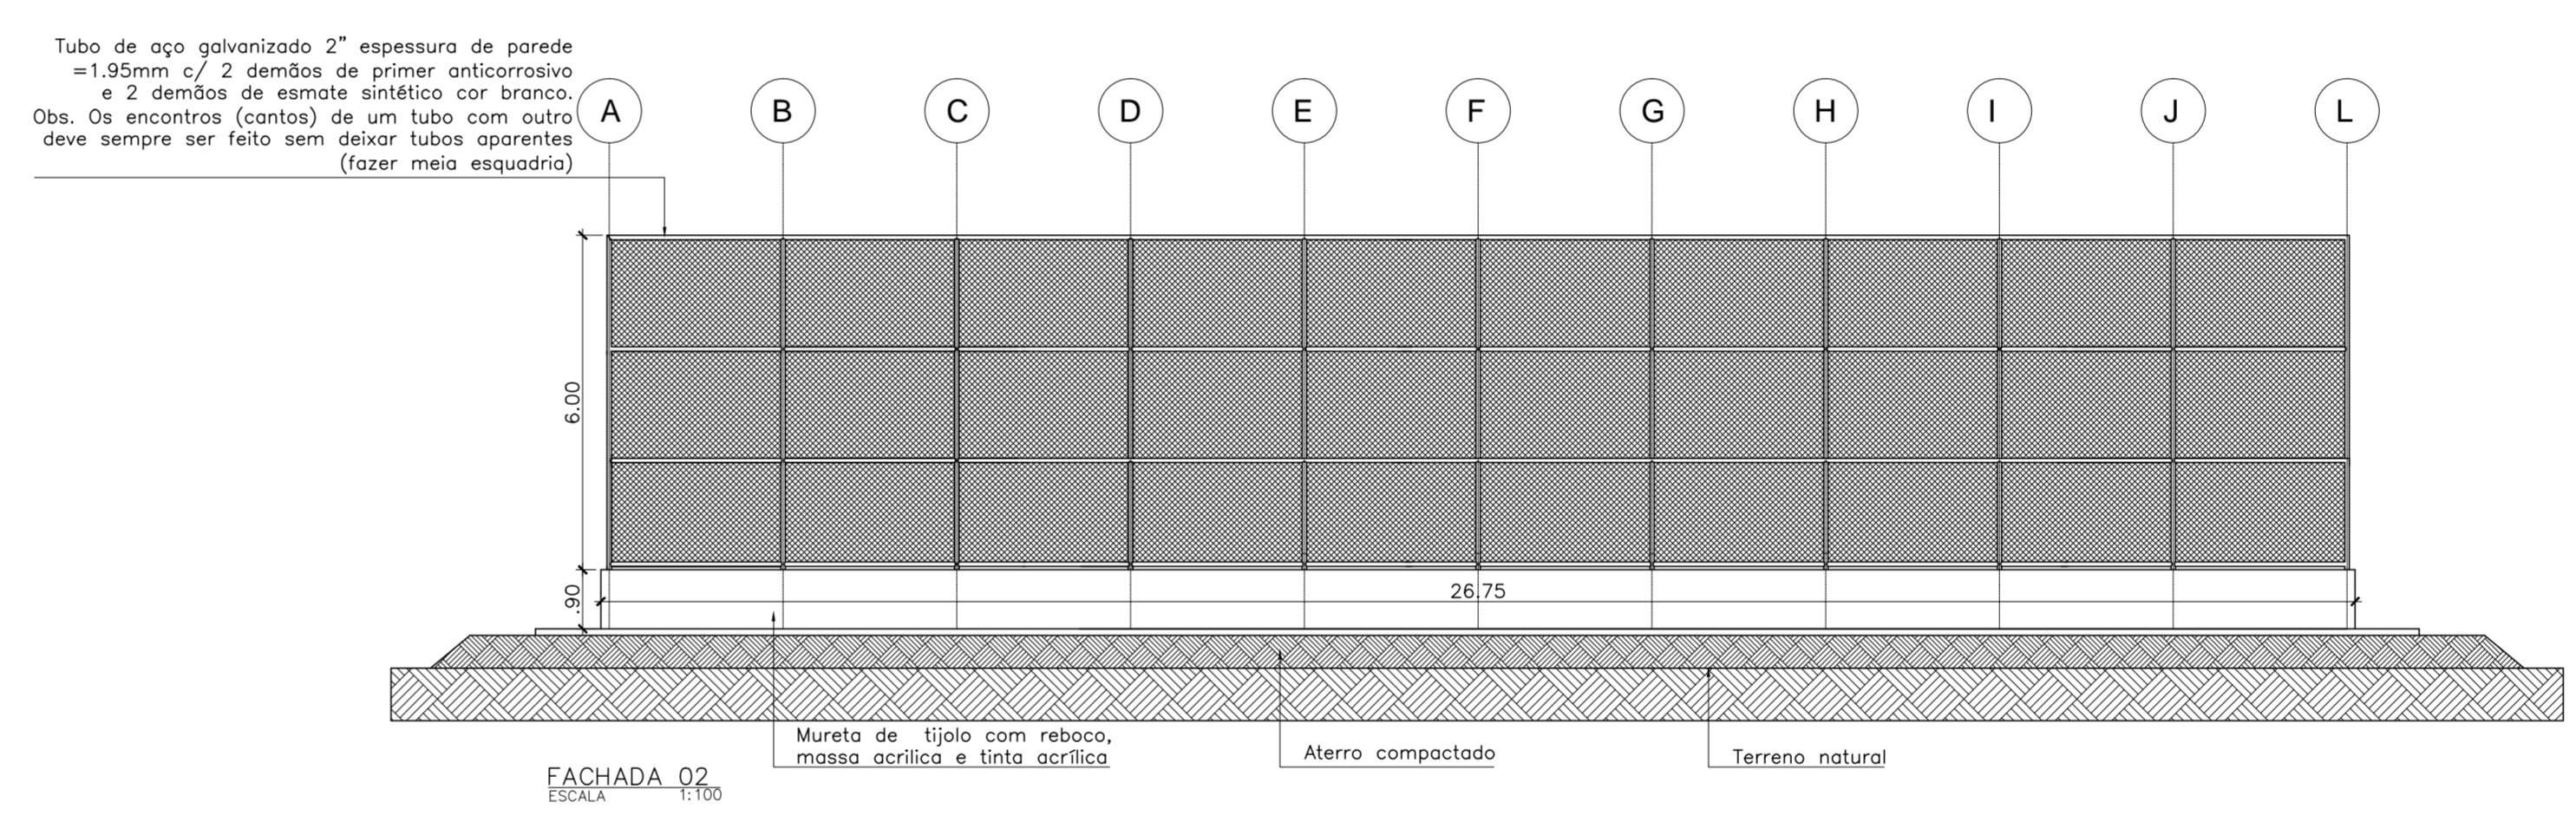 Tubo de aço galvanizado 2” espessura de parede
=1.95mm c/ 2 demãos de primer anticorrosivo
e 2 demãos de esmate sintético cor branco.
Obs. Os encontros (cantos) de um tubo com outro
deve sempre ser feito sem deixar tubos aparentes
(fazer meia esquadria)
A B C D E F G H I J L
6.00
.90
26.75
Mureta de tijolo com reboco,
massa acrilica e tinta acrílica
Aterro compactado
Terreno natural
FACHADA 02
ESCALA 1:100